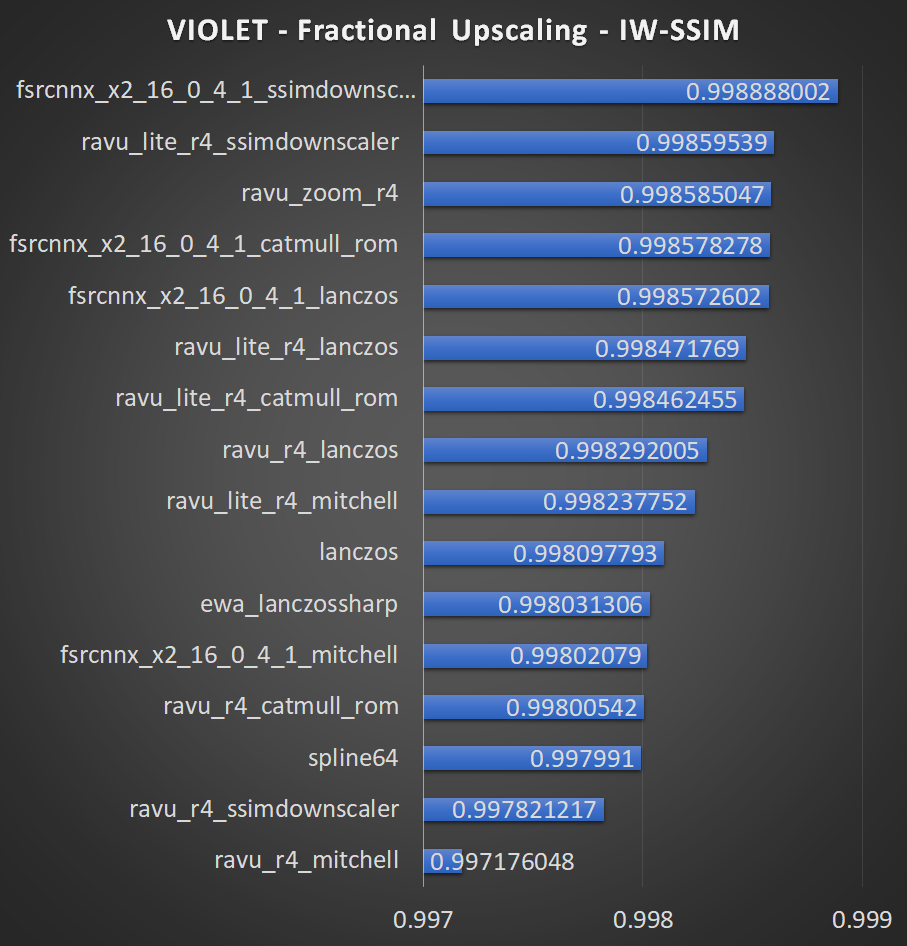 VIOLET - Fractional Upscaling - IW-SSIM
fsrcnnx_x2_16_0_4_1_ssimdownsc... 0.998888002
ravu_lite_r4_ssimdownscaler 0.99859539
ravu_zoom_r4 0.998585047
fsrcnnx_x2_16_0_4_1_catmull_rom 0.998578278
fsrcnnx_x2_16_0_4_1_lanczos 0.998572602
ravu_lite_r4_lanczos 0.998471769
ravu_lite_r4_catmull_rom 0.998462455
ravu_r4_lanczos 0.998292005
ravu_lite_r4_mitchell 0.998237752
lanczos 0.998097793
ewa_lanczossharp 0.998031306
fsrcnnx_x2_16_0_4_1_mitchell 0.99802079
ravu_r4_catmull_rom 0.99800542
spline64 0.997991
ravu_r4_ssimdownscaler 0.997821217
ravu_r4_mitchell 0.997176048
0.997 0.998 0.999